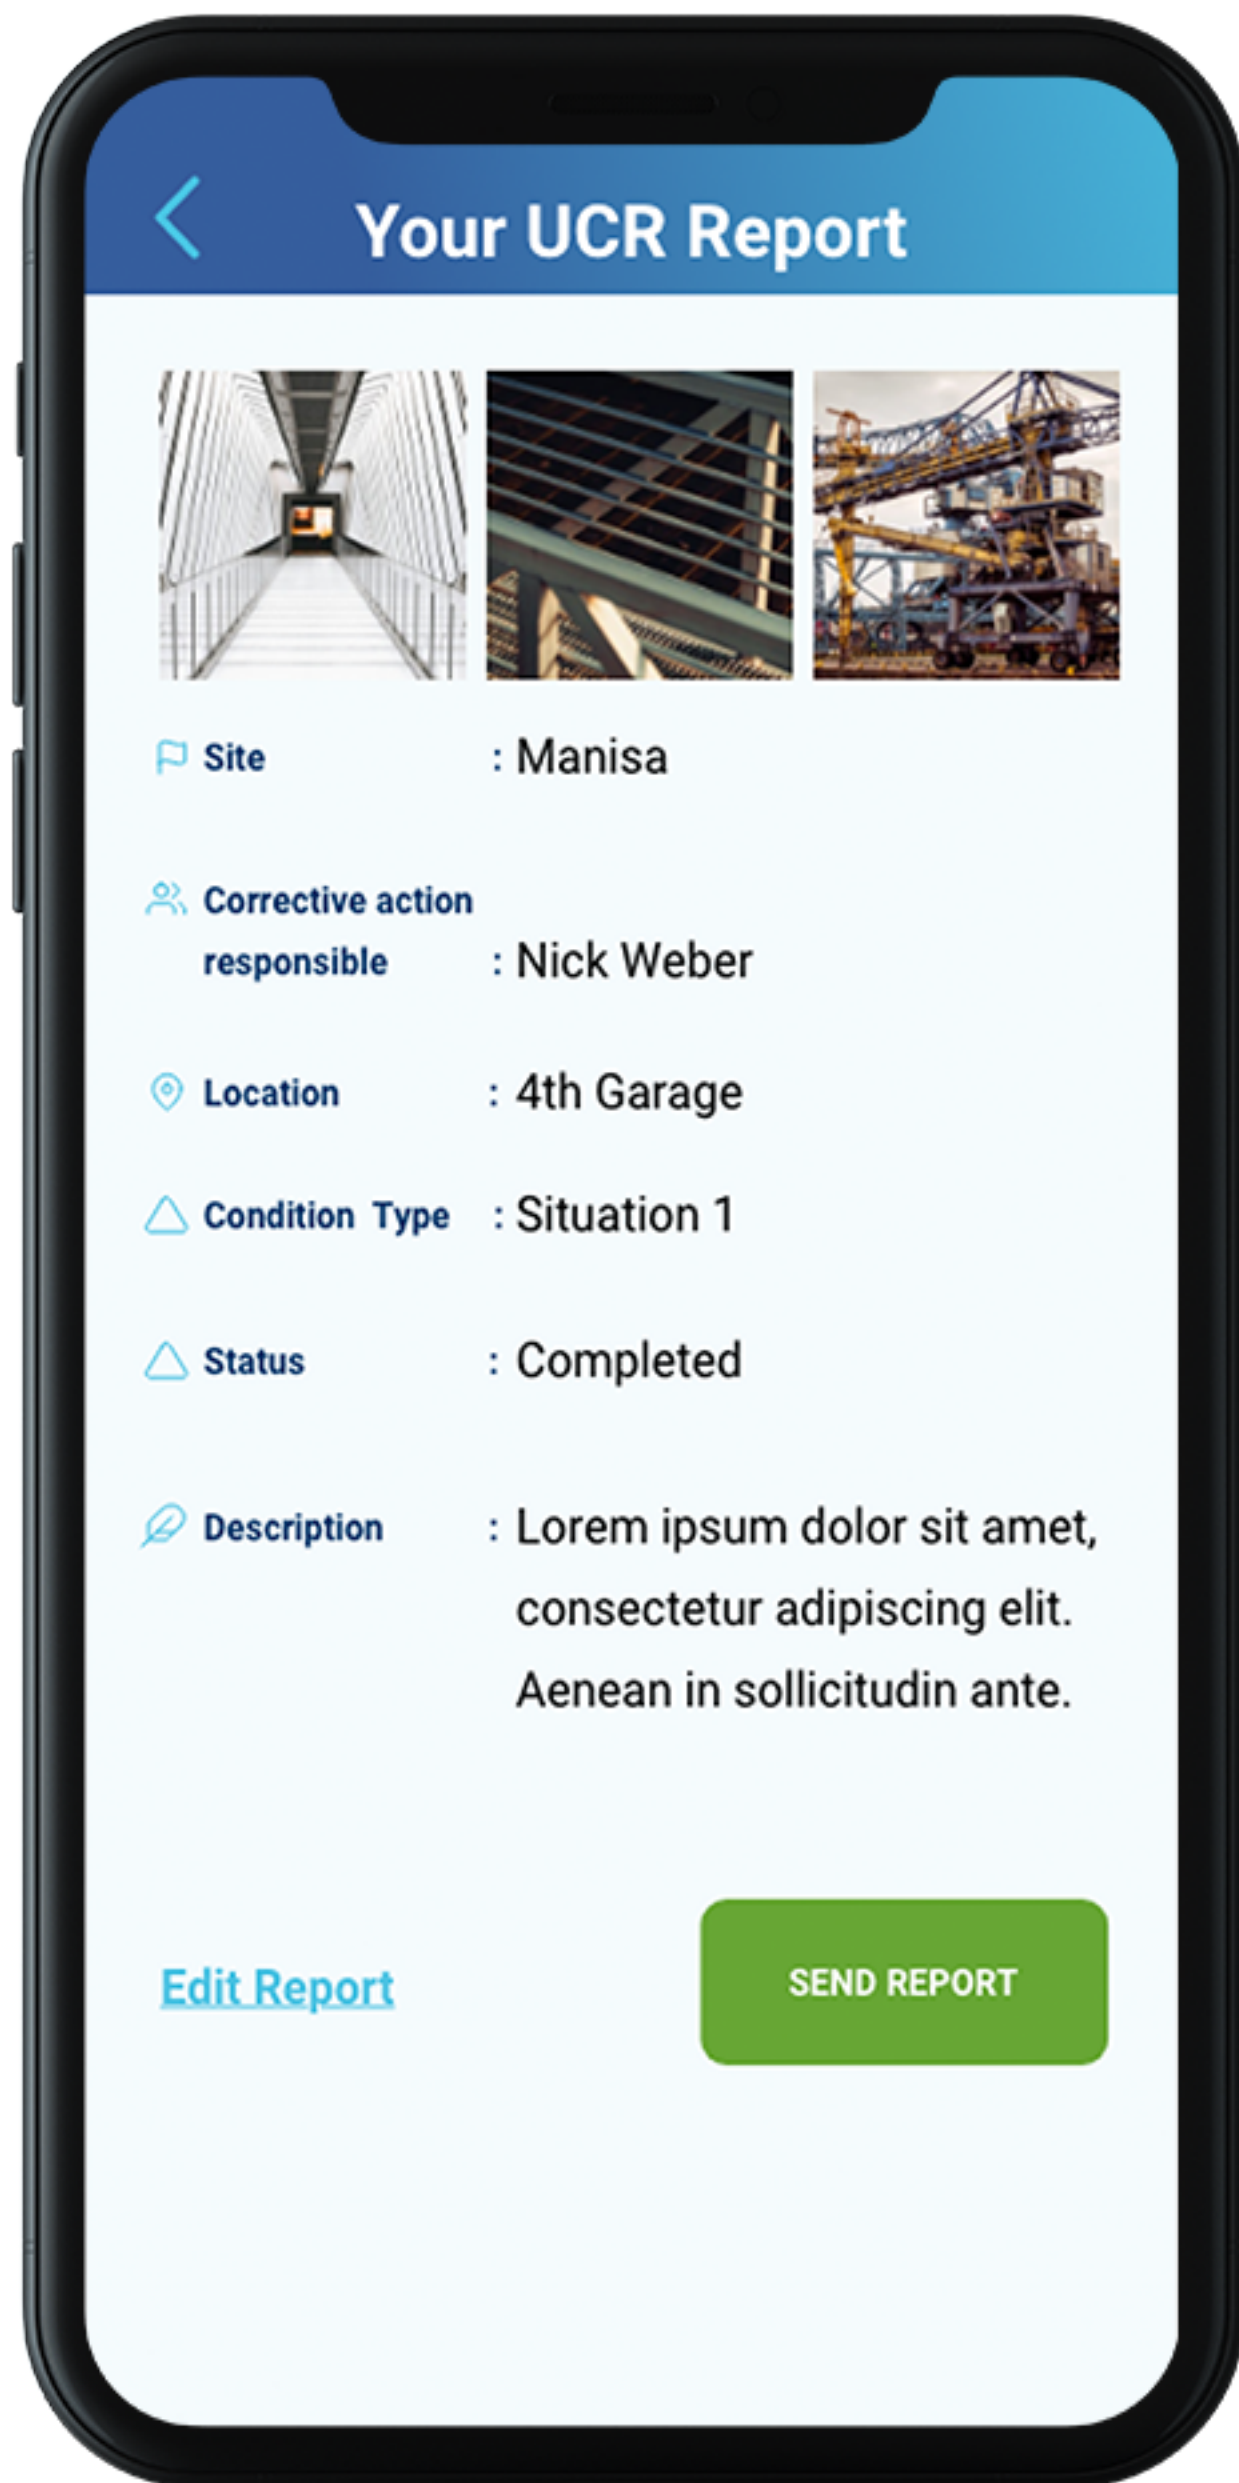 Your UCR Report
Site : Manisa
Corrective action
responsible : Nick Weber
Location : 4th Garage
Condition Type : Situation 1
Status : Completed
Description : Lorem ipsum dolor sit amet,
consectetur adipiscing elit.
Aenean in sollicitudin ante.
Edit Report SEND REPORT